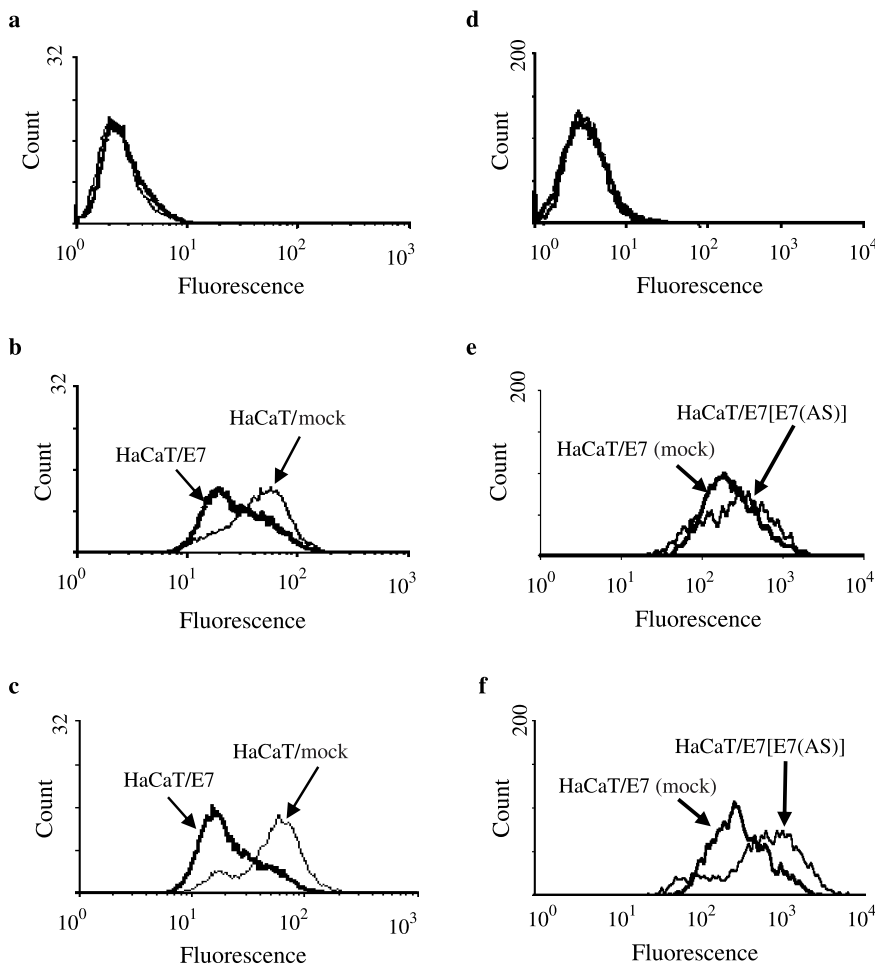 a
32
Count
10^0 10^1 10^2 10^3
Fluorescence
b
32
Count
HaCaT/E7
HaCaT/mock
10^0 10^1 10^2 10^3
Fluorescence
c
32
Count
HaCaT/E7
HaCaT/mock
10^0 10^1 10^2 10^3
Fluorescence
d
200
Count
10^0 10^1 10^2 10^3 10^4
Fluorescence
e
200
Count
HaCaT/E7[E7(AS)]
HaCaT/E7 (mock)
10^0 10^1 10^2 10^3 10^4
Fluorescence
f
200
Count
HaCaT/E7[E7(AS)]
HaCaT/E7 (mock)
10^0 10^1 10^2 10^3 10^4
Fluorescence